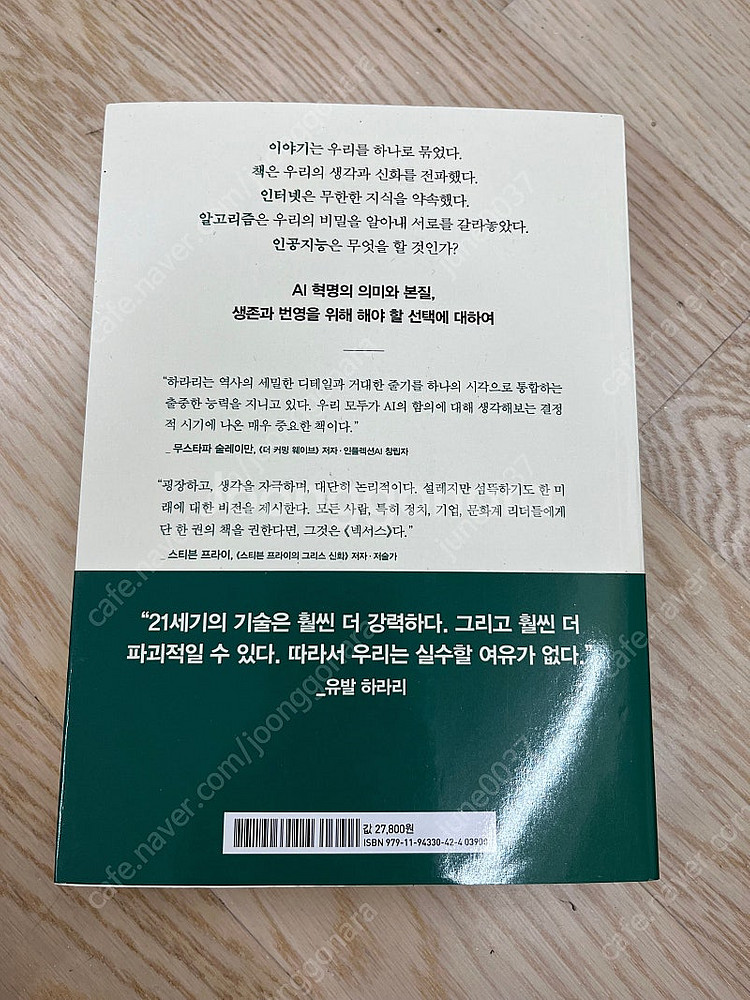 이야기는 우리를 하나로 묶었다.
책은 우리의 생각과 신화를 전파했다.
인터넷은 무한한 지식을 약속했다.
알고리즘은 우리의 비밀을 알아내 서로를 갈라놓았다.
인공지능은 무엇을 할 것인가?
AI 혁명의 의미와 본질,
생존과 번영을 위해 해야 할 선택에 대하여
“하라리는 역사의 세밀한 디테일과 거대한 줄기를 하나의 시각으로 통합하는
출중한 능력을 지니고 있다. 우리 모두가 AI의 함의에 대해 생각해보는 결정
적 시기에 나온 매우 중요한 책이다.”
_ 무스타파 술레이만, 《더 커밍 웨이브》 저자·인플렉션AI 창립자
“굉장하고, 생각을 자극하며, 대단히 논리적이다. 설레지만 섬뜩하기도 한 미
래에 대한 비전을 제시한다. 모든 사람, 특히 정치, 기업, 문화계 리더들에게
단 한 권의 책을 권한다면, 그것은 《넥서스》다.”
_ 스티븐 프라이, 《스티븐 프라이의 그리스 신화》 저자·저술가
“21세기의 기술은 훨씬 더 강력하다. 그리고 훨씬 더
파괴적일 수 있다. 따라서 우리는 실수할 여유가 없다.”
_유발 하라리
값 27,800원
ISBN 979-11-94330-42-4 03900
cafe.naver.com/joonggonara
june0037